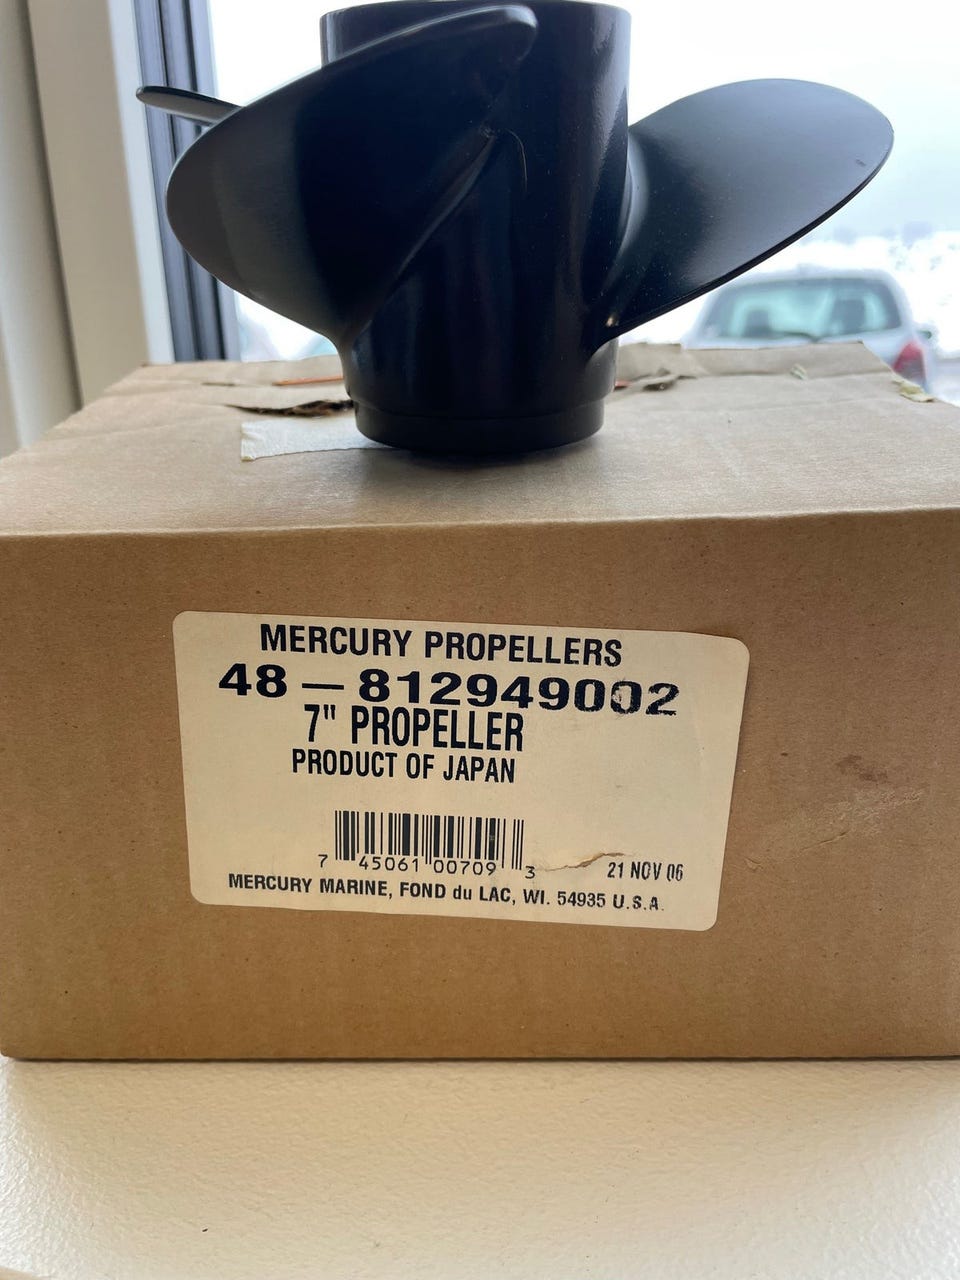 MERCURY PROPELLERS
48 – 812949002
7" PROPELLER
PRODUCT OF JAPAN
7 45061 00709 3
21 NOV 06
MERCURY MARINE, FOND du LAC, WI. 54935 U.S.A.